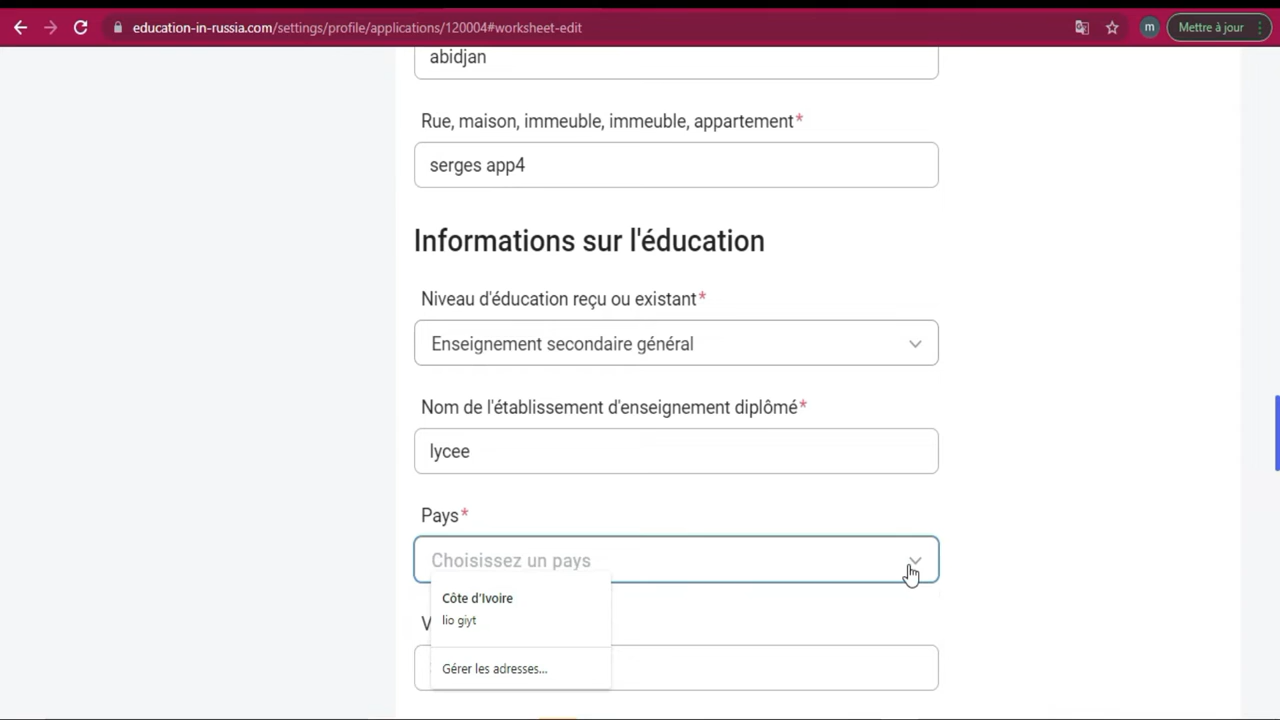 education-in-russia.com/settings/profile/applications/120004#worksheet-edit
m
Mettre à jour
abidjan
Rue, maison, immeuble, immeuble, appartement*
serges app4
Informations sur l'éducation
Niveau d'éducation reçu ou existant*
Enseignement secondaire général
Nom de l'établissement d'enseignement diplômé*
lycee
Pays*
Choisissez un pays
Côte d'Ivoire
lio giyt
V
Gérer les adresses...